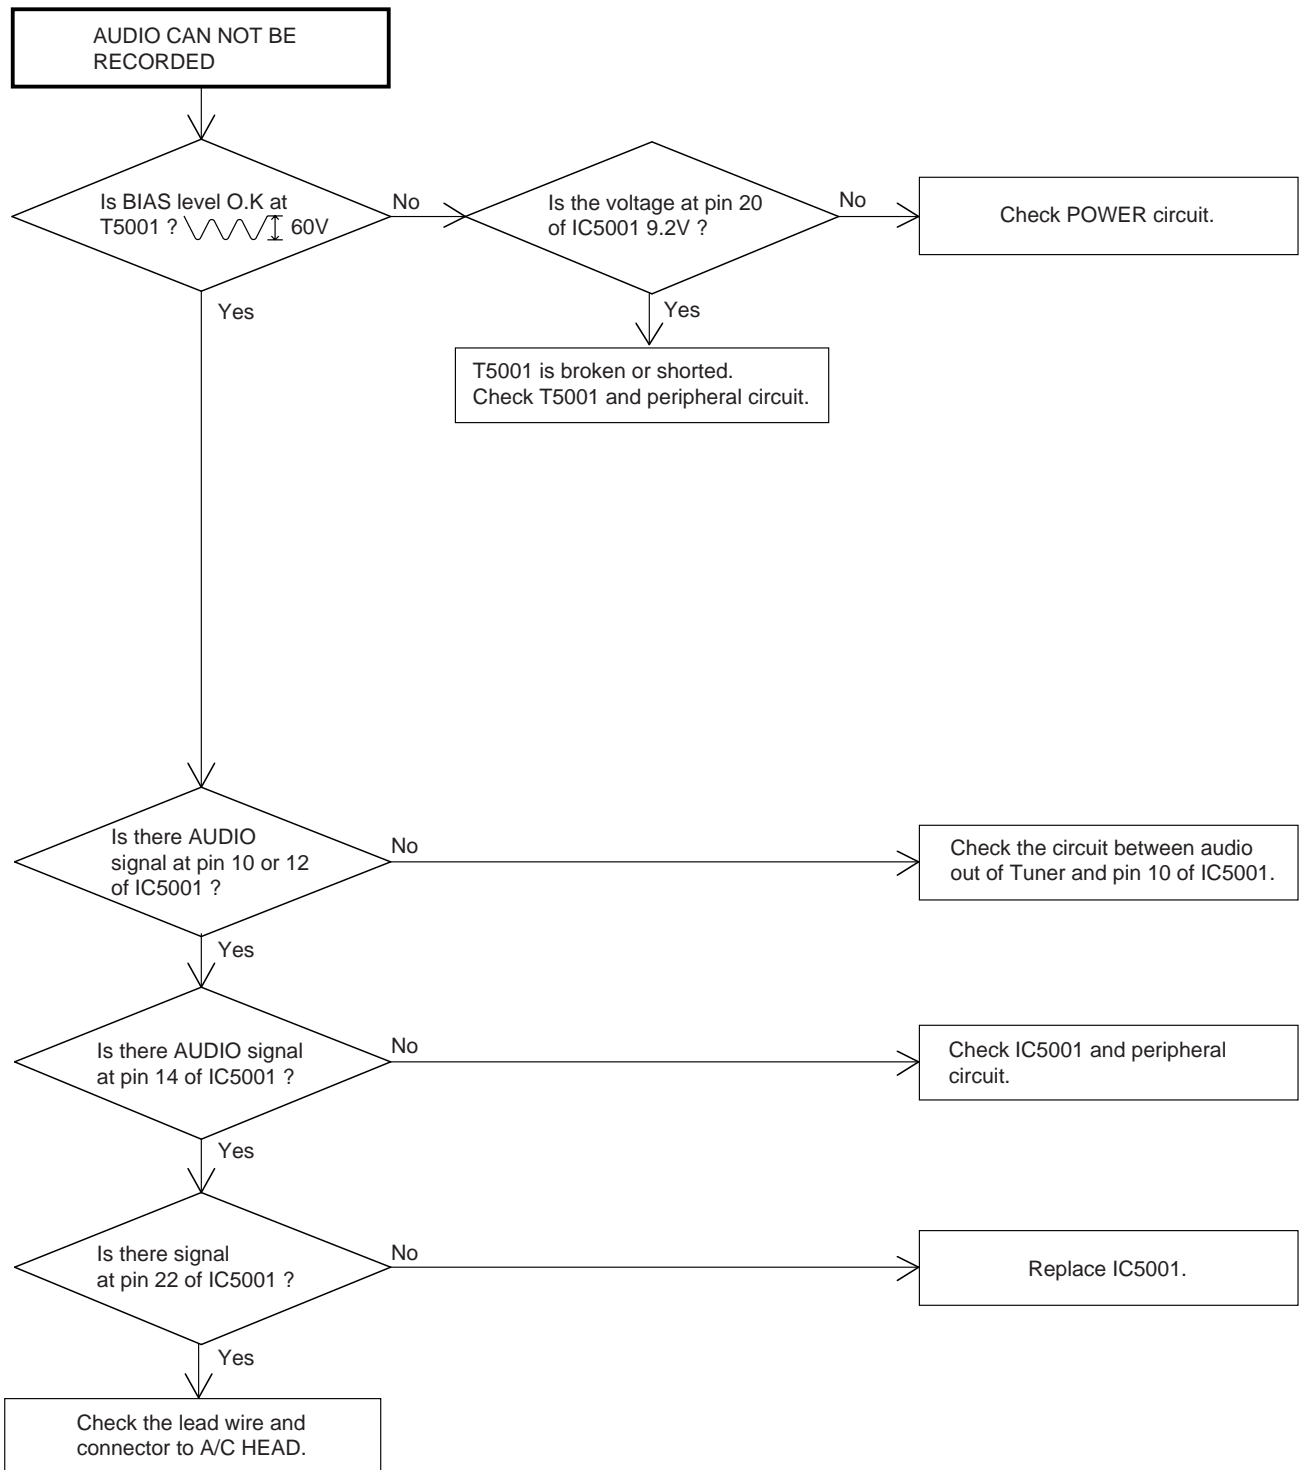 AUDIO CAN NOT BE
RECORDED
Is BIAS level O.K at
T5001 ? 60V
No
Is the voltage at pin 20
of IC5001 9.2V ?
No
Check POWER circuit.
Yes
Yes
T5001 is broken or shorted.
Check T5001 and peripheral circuit.
Is there AUDIO
signal at pin 10 or 12
of IC5001 ?
No
Check the circuit between audio
out of Tuner and pin 10 of IC5001.
Yes
Is there AUDIO signal
at pin 14 of IC5001 ?
No
Check IC5001 and peripheral
circuit.
Yes
Is there signal
at pin 22 of IC5001 ?
No
Replace IC5001.
Yes
Check the lead wire and
connector to A/C HEAD.